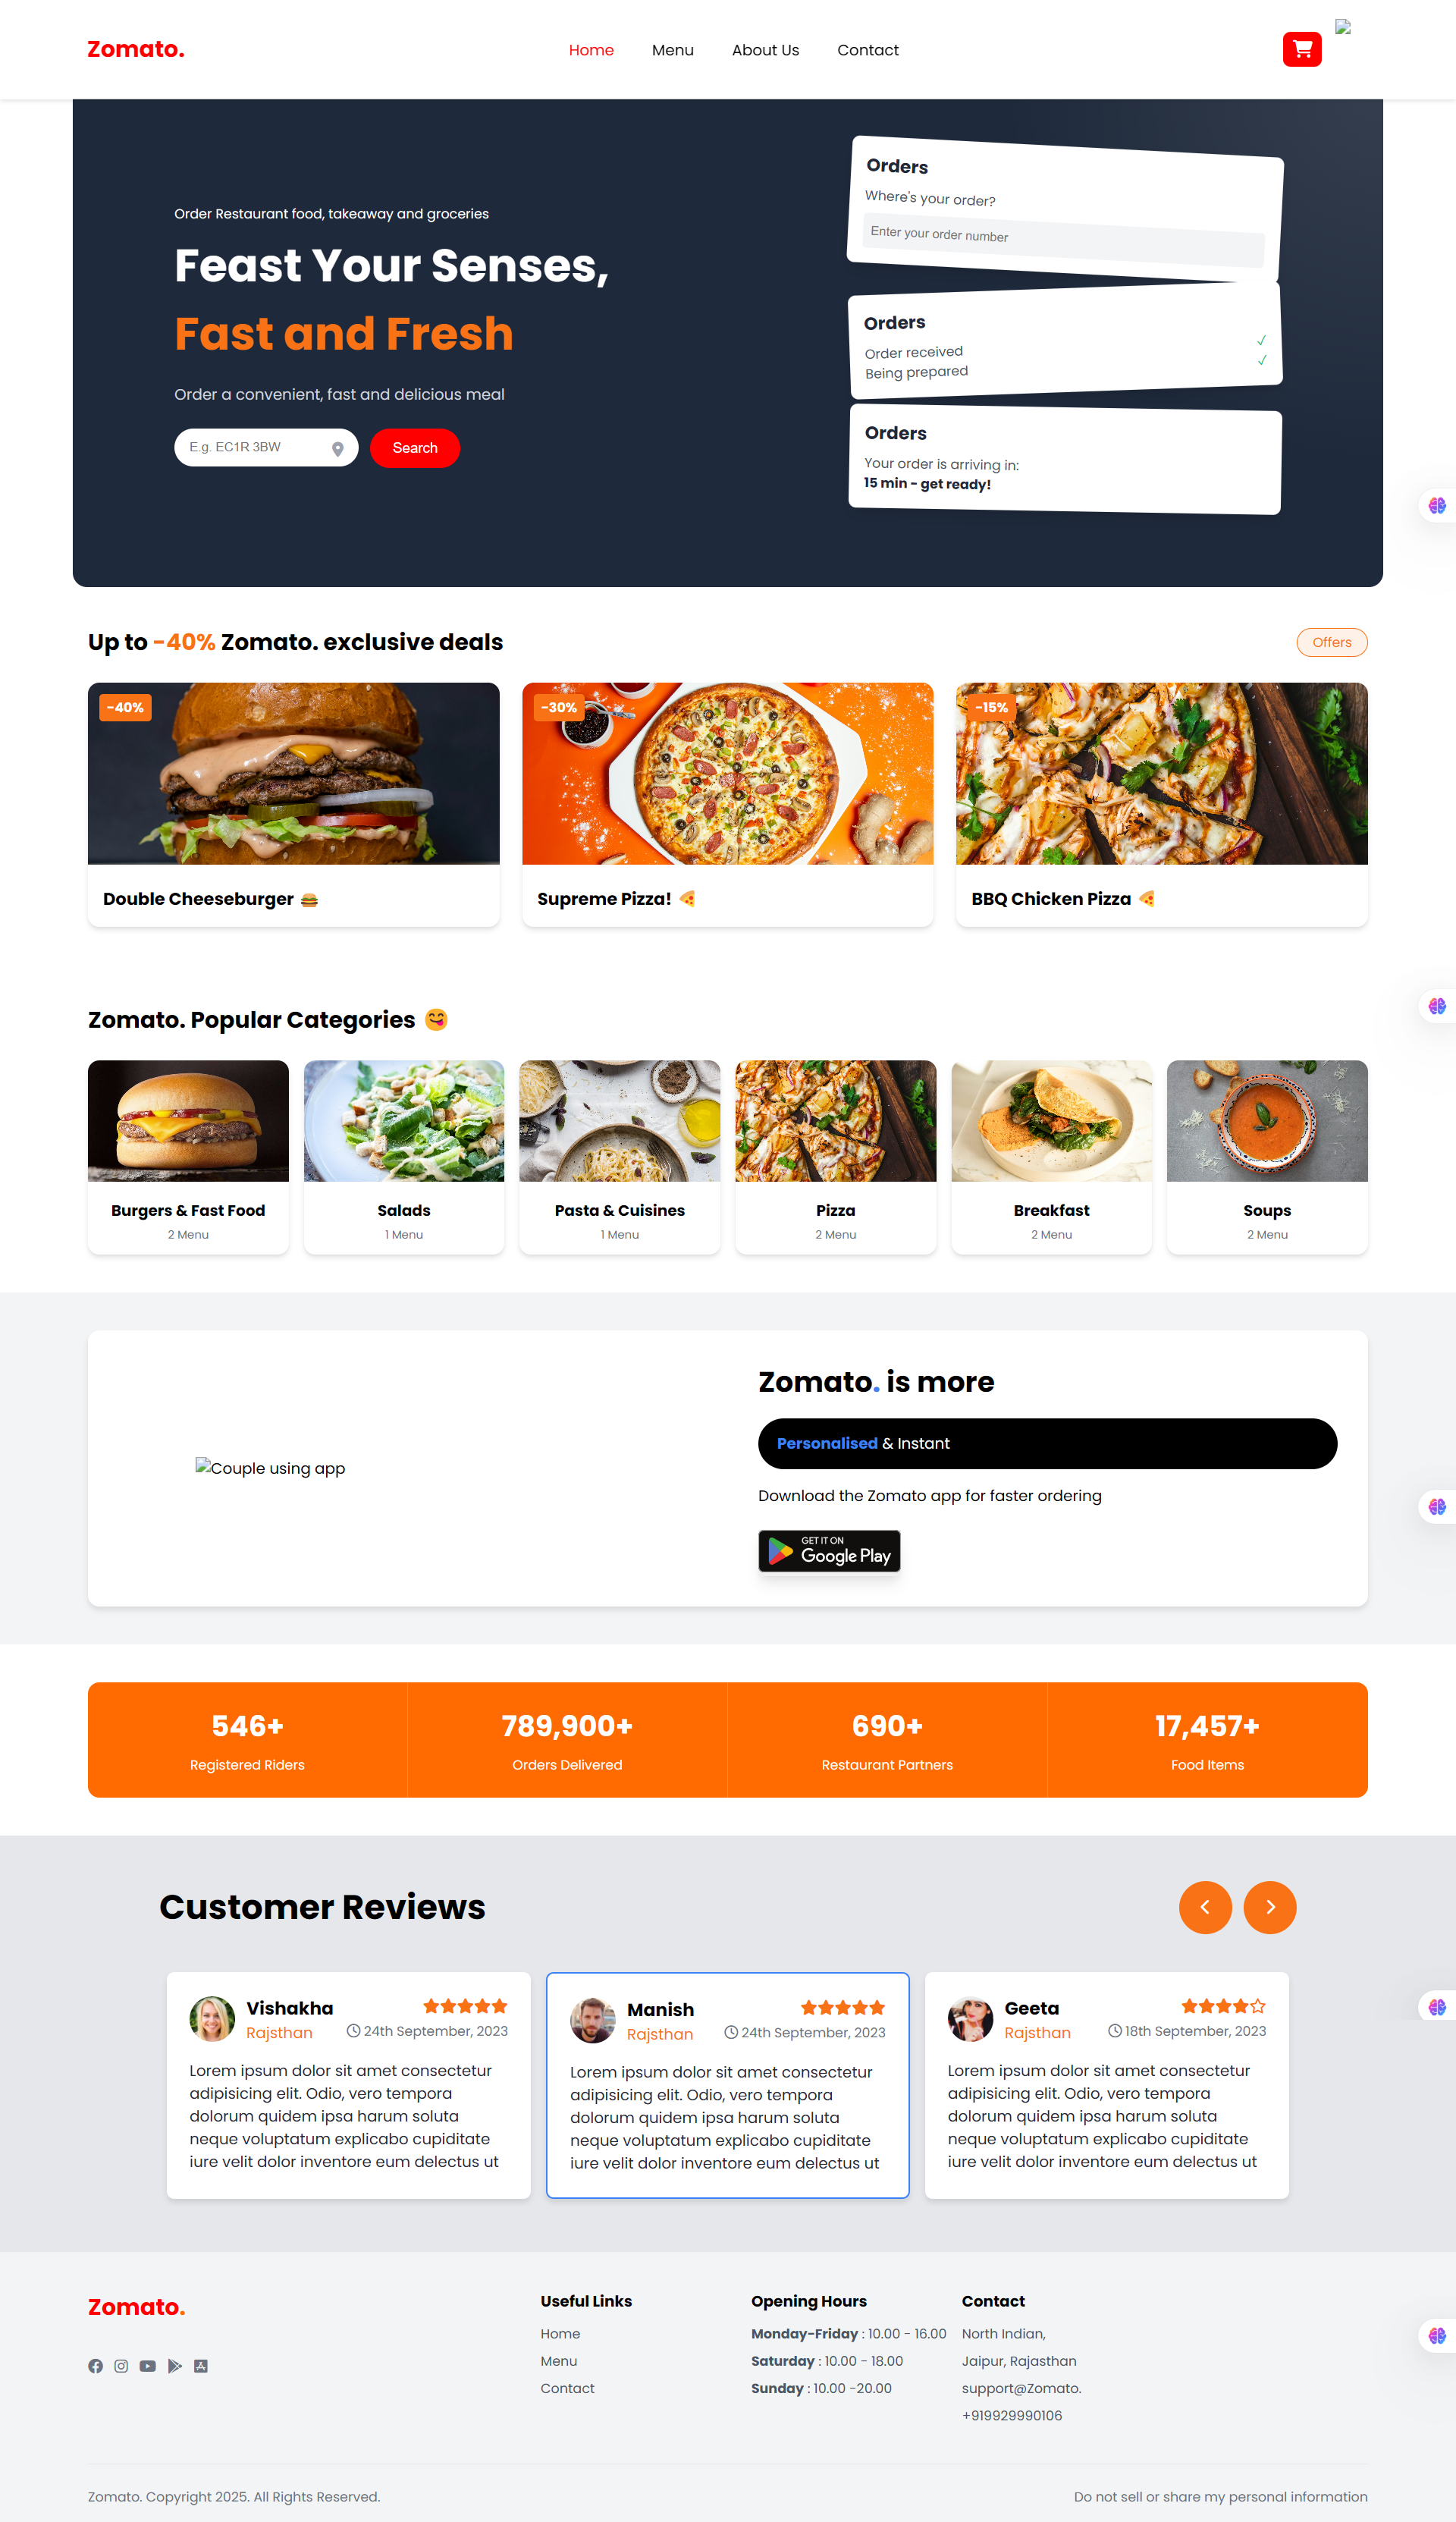 Zomato.
Home
Menu
About Us
Contact
Order Restaurant food, takeaway and groceries
Feast Your Senses,
Fast and Fresh
Order a convenient, fast and delicious meal
E.g. EC1R 3BW
Search
Orders
Where's your order?
Enter your order number
Orders
Order received
✓
Being prepared
✓
Orders
Your order is arriving in:
15 min - get ready!
Up to -40% Zomato. exclusive deals
Offers
-40%
-30%
-15%
Double Cheeseburger 🍔
Supreme Pizza! 🍕
BBQ Chicken Pizza 🍕
Zomato. Popular Categories 😋
Burgers & Fast Food
2 Menu
Salads
1 Menu
Pasta & Cuisines
1 Menu
Pizza
2 Menu
Breakfast
2 Menu
Soups
2 Menu
Couple using app
Zomato. is more
Personalised & Instant
Download the Zomato app for faster ordering
GET IT ON
Google Play
546+
Registered Riders
789,900+
Orders Delivered
690+
Restaurant Partners
17,457+
Food Items
Customer Reviews
Vishakha
Rajsthan
24th September, 2023
Lorem ipsum dolor sit amet consectetur
adipisicing elit. Odio, vero tempora
dolorum quidem ipsa harum soluta
neque voluptatum explicabo cupiditate
iure velit dolor inventore eum delectus ut
Manish
Rajsthan
24th September, 2023
Lorem ipsum dolor sit amet consectetur
adipisicing elit. Odio, vero tempora
dolorum quidem ipsa harum soluta
neque voluptatum explicabo cupiditate
iure velit dolor inventore eum delectus ut
Geeta
Rajsthan
18th September, 2023
Lorem ipsum dolor sit amet consectetur
adipisicing elit. Odio, vero tempora
dolorum quidem ipsa harum soluta
neque voluptatum explicabo cupiditate
iure velit dolor inventore eum delectus ut
Zomato.
Useful Links
Home
Menu
Contact
Opening Hours
Monday-Friday : 10.00 - 16.00
Saturday : 10.00 - 18.00
Sunday : 10.00 -20.00
Contact
North Indian,
Jaipur, Rajasthan
support@Zomato.
+919929990106
Zomato. Copyright 2025. All Rights Reserved.
Do not sell or share my personal information